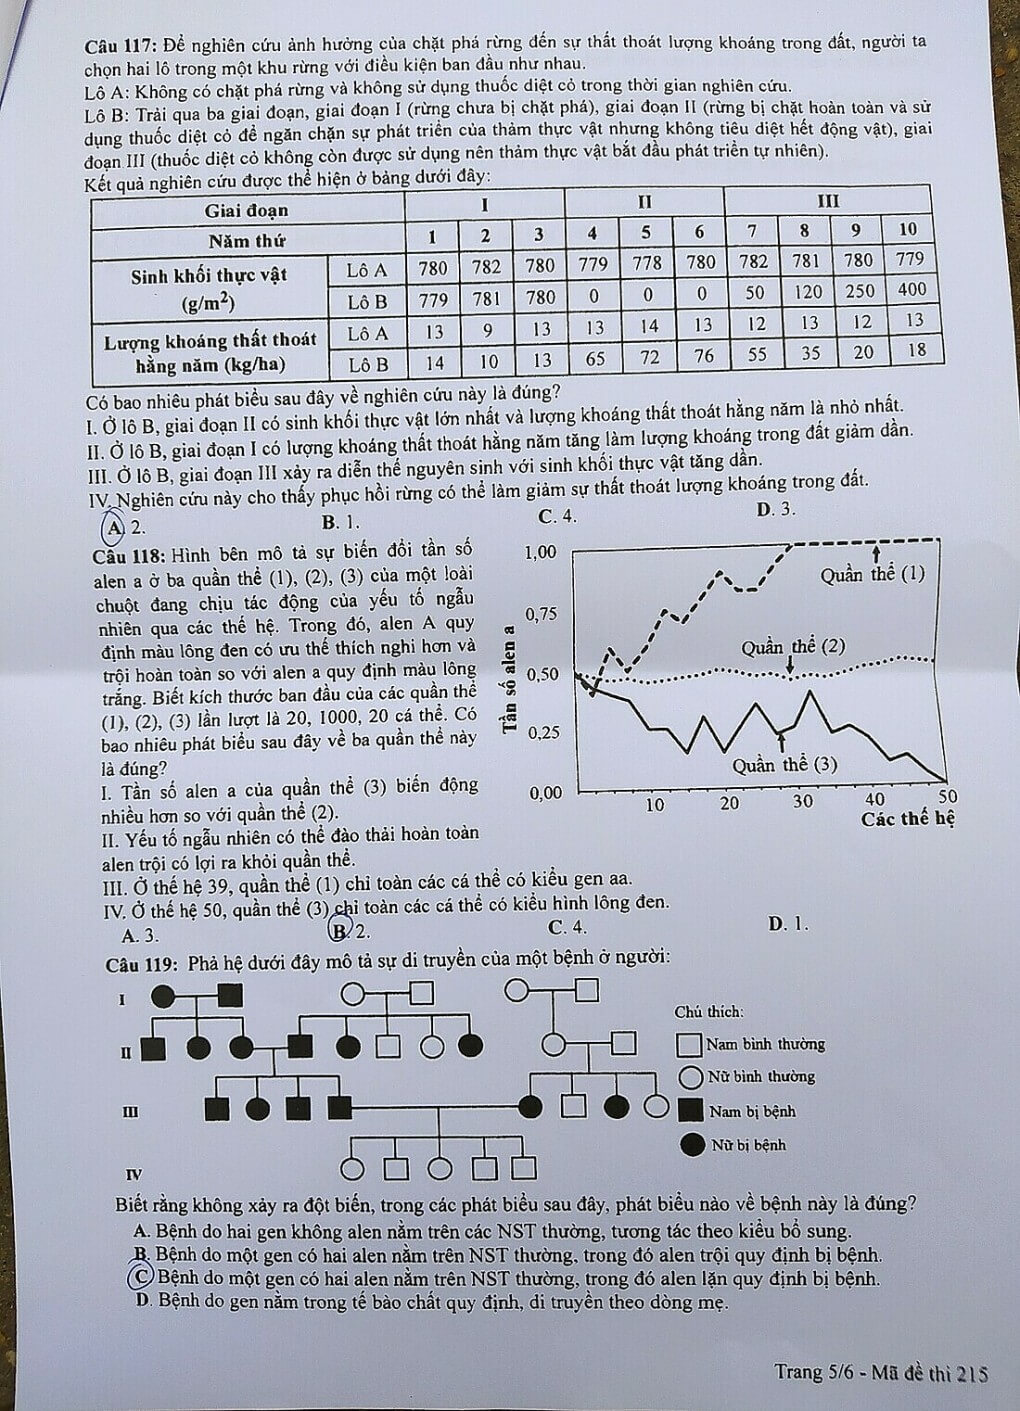 Câu 117: Để nghiên cứu ảnh hưởng của chặt phá rừng đến sự thất thoát lượng khoáng trong đất, người ta
chọn hai lô trong một khu rừng với điều kiện ban đầu như nhau.
Lô A: Không có chặt phá rừng và không sử dụng thuốc diệt cỏ trong thời gian nghiên cứu.
Lô B: Trải qua ba giai đoạn, giai đoạn I (rừng chưa bị chặt phá), giai đoạn II (rừng bị chặt hoàn toàn và sử
dụng thuốc diệt cỏ để ngăn chặn sự phát triển của thảm thực vật nhưng không tiêu diệt hết động vật), giai
đoạn III (thuốc diệt cỏ không còn được sử dụng nên thảm thực vật bắt đầu phát triển tự nhiên).
Kết quả nghiên cứu được thể hiện ở bảng dưới đây:
Giai đoạn I II III
Năm thứ 1 2 3 4 5 6 7 8 9 10
Sinh khối thực vật (g/m²) Lô A 780 782 780 779 778 780 782 781 780 779
Lô B 779 781 780 0 0 0 50 120 250 400
Lượng khoáng thất thoát hằng năm (kg/ha) Lô A 13 9 13 13 14 13 12 13 12 13
Lô B 14 10 13 65 72 76 55 35 20 18
Có bao nhiêu phát biểu sau đây về nghiên cứu này là đúng?
I. Ở lô B, giai đoạn II có sinh khối thực vật lớn nhất và lượng khoáng thất thoát hằng năm là nhỏ nhất.
II. Ở lô B, giai đoạn I có lượng khoáng thất thoát hằng năm tăng làm lượng khoáng trong đất giảm dần.
III. Ở lô B, giai đoạn III xảy ra diễn thế nguyên sinh với sinh khối thực vật tăng dần.
IV. Nghiên cứu này cho thấy phục hồi rừng có thể làm giảm sự thất thoát lượng khoáng trong đất.
A. 2. B. 1. C. 4. D. 3.
Câu 118: Hình bên mô tả sự biến đổi tần số
alen a ở ba quần thể (1), (2), (3) của một loài
chuột đang chịu tác động của yếu tố ngẫu
nhiên qua các thế hệ. Trong đó, alen A quy
định màu lông đen có ưu thế thích nghi hơn và
trội hoàn toàn so với alen a quy định màu lông
trắng. Biết kích thước ban đầu của các quần thể
(1), (2), (3) lần lượt là 20, 1000, 20 cá thể. Có
bao nhiêu phát biểu sau đây về ba quần thể này
là đúng?
I. Tần số alen a của quần thể (3) biến động
nhiều hơn so với quần thể (2).
II. Yếu tố ngẫu nhiên có thể đào thải hoàn toàn
alen trội có lợi ra khỏi quần thể.
III. Ở thế hệ 39, quần thể (1) chỉ toàn các cá thể có kiểu gen aa.
IV. Ở thế hệ 50, quần thể (3) chỉ toàn các cá thể có kiểu hình lông đen.
A. 3. B. 2. C. 4. D. 1.
Tần số alen a
1,00
0,75
0,50
0,25
0,00
Quần thể (1)
Quần thể (2)
Quần thể (3)
10 20 30 40 50
Các thế hệ
Câu 119: Phả hệ dưới đây mô tả sự di truyền của một bệnh ở người:
I
II
III
IV
Chú thích:
Nam bình thường
Nữ bình thường
Nam bị bệnh
Nữ bị bệnh
Biết rằng không xảy ra đột biến, trong các phát biểu sau đây, phát biểu nào về bệnh này là đúng?
A. Bệnh do hai gen không alen nằm trên các NST thường, tương tác theo kiểu bổ sung.
B. Bệnh do một gen có hai alen nằm trên NST thường, trong đó alen trội quy định bị bệnh.
C. Bệnh do một gen có hai alen nằm trên NST thường, trong đó alen lặn quy định bị bệnh.
D. Bệnh do gen nằm trong tế bào chất quy định, di truyền theo dòng mẹ.
Trang 5/6 - Mã đề thi 215